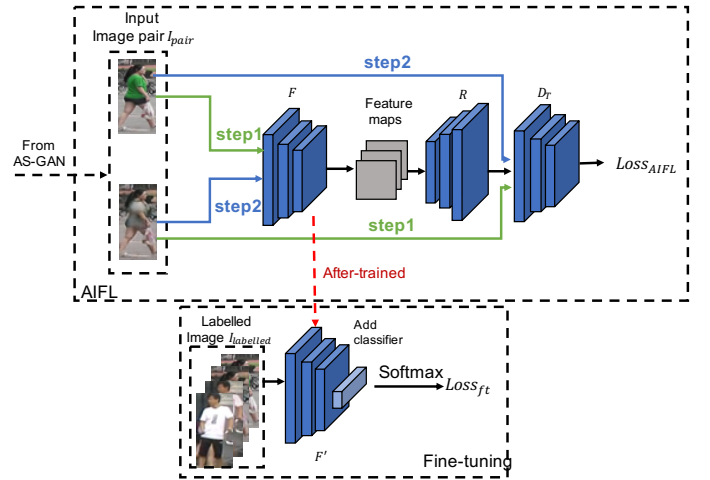 Input
Image pair I_pair
step2
F
Feature
maps
R
D_T
step1
From
AS-GAN
Loss_AIFL
step2
step1
After-trained
AIFL
Labelled
Image I_labelled
Add
classifier
Softmax
Loss_ft
F'
Fine-tuning